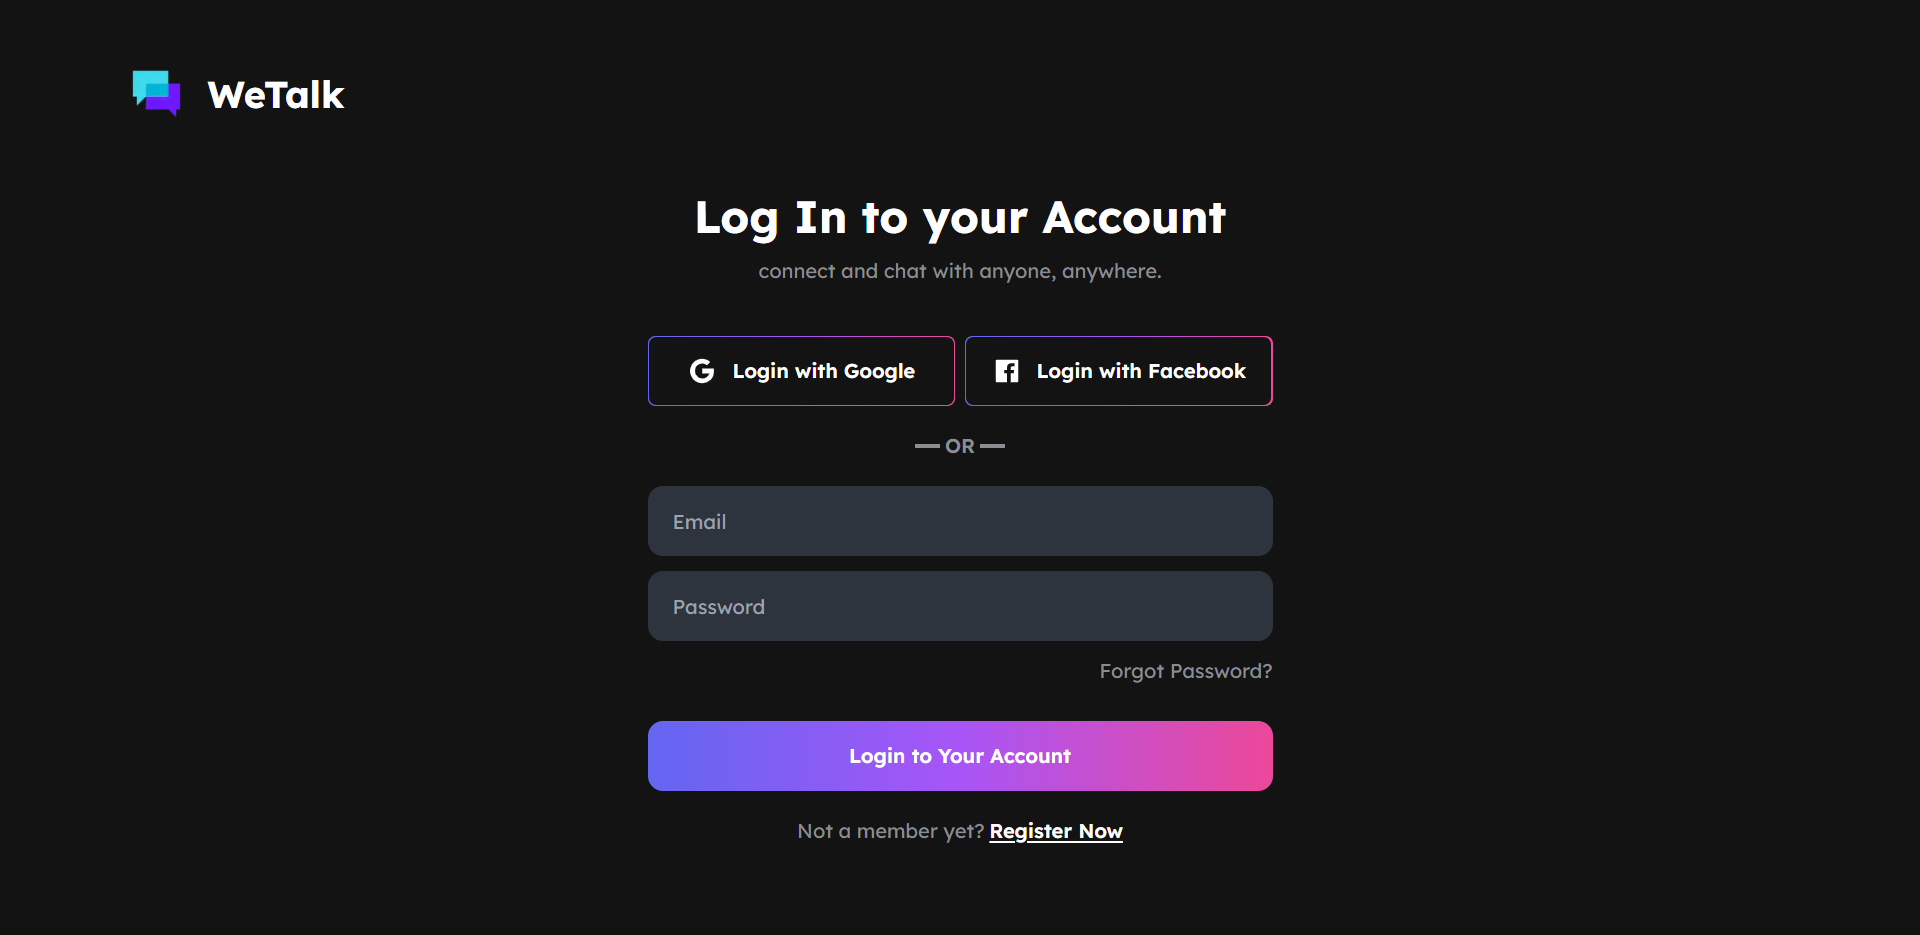 WeTalk
Log In to your Account
connect and chat with anyone, anywhere.
Login with Google
Login with Facebook
OR
Email
Password
Forgot Password?
Login to Your Account
Not a member yet? Register Now